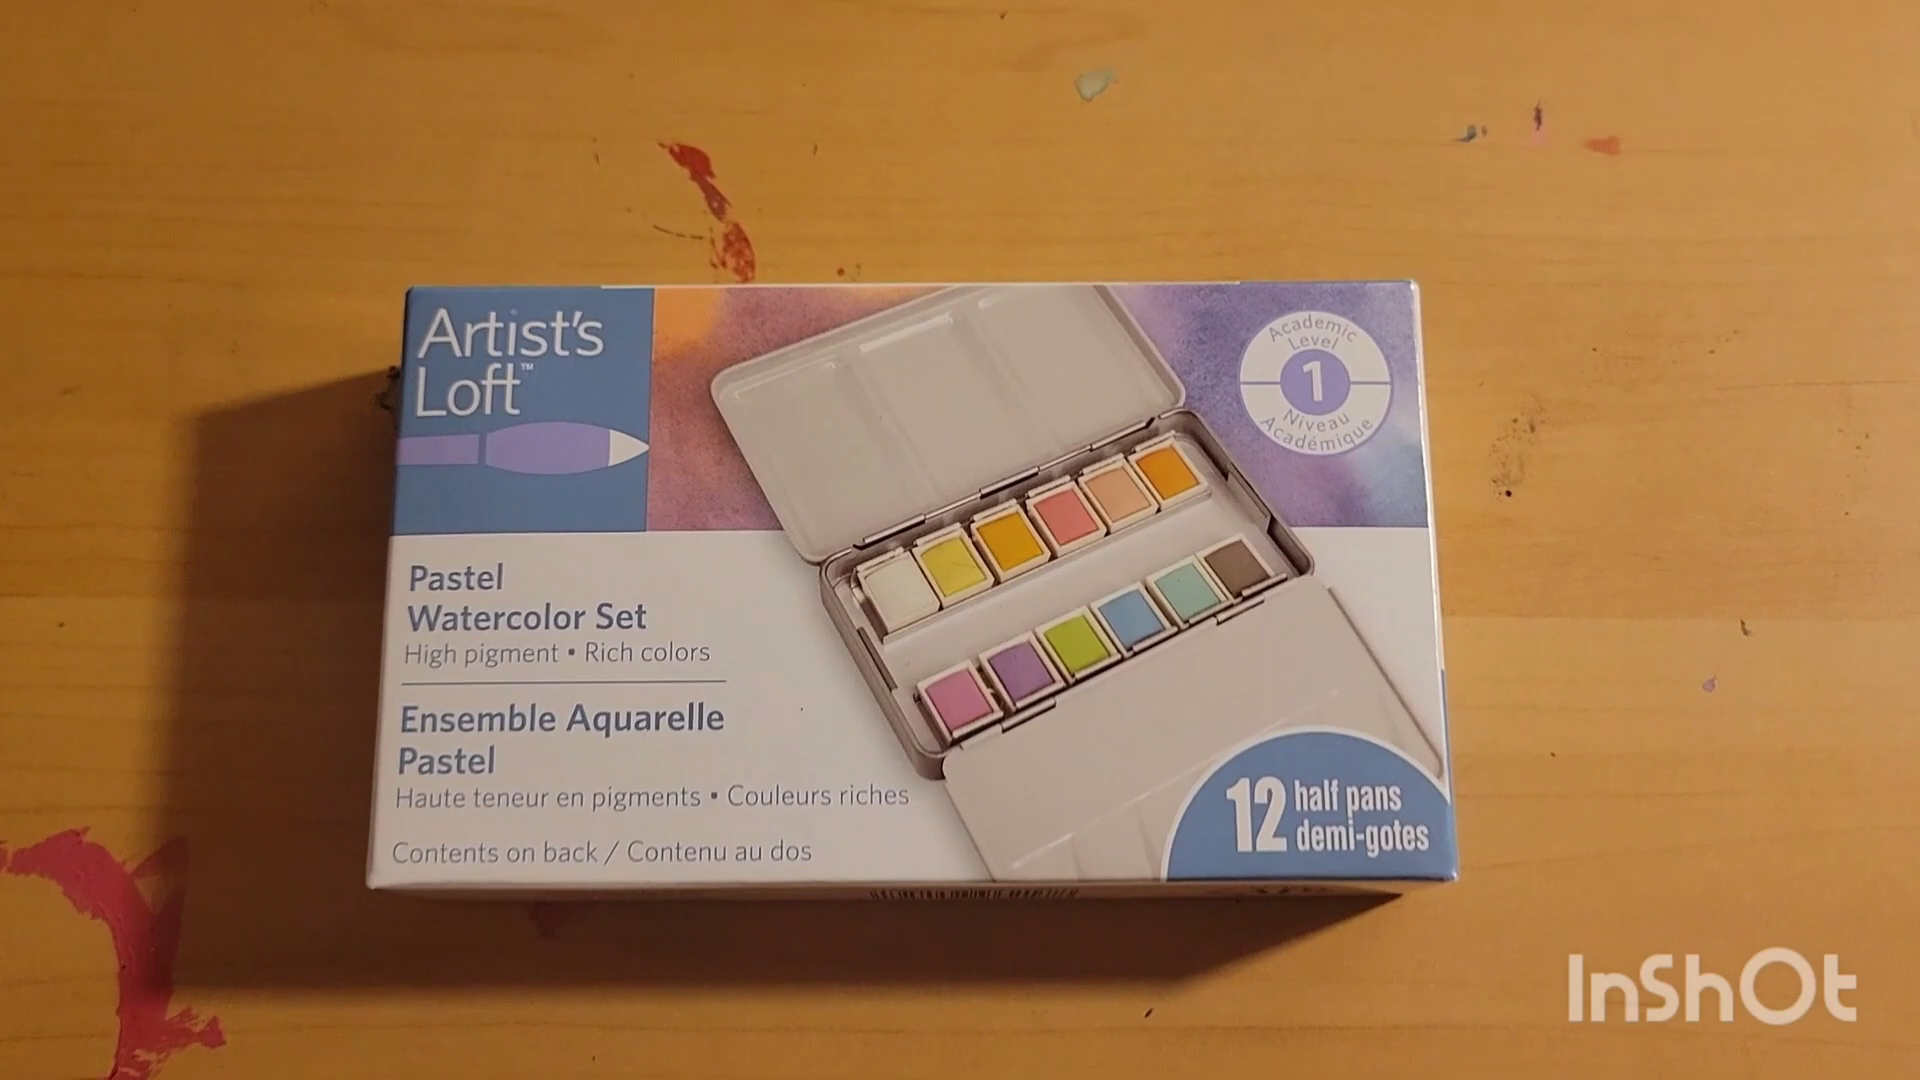 Artist's
Loft™
Academic
Level
1
Niveau
Académique
Pastel
Watercolor Set
High pigment • Rich colors
Ensemble Aquarelle
Pastel
Haute teneur en pigments • Couleurs riches
Contents on back / Contenu au dos
12 half pans
demi-gotes
InShOt